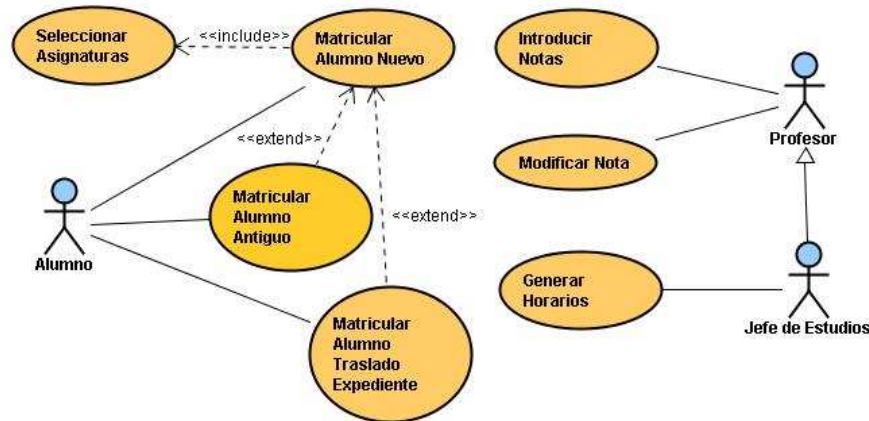 Seleccionar
Asignaturas
<<include>>
Matricular
Alumno Nuevo
Introducir
Notas
Profesor
<<extend>>
Modificar Nota
Matricular
Alumno
Antiguo
<<extend>>
Alumno
Generar
Horarios
Jefe de Estudios
Matricular
Alumno
Traslado
Expediente